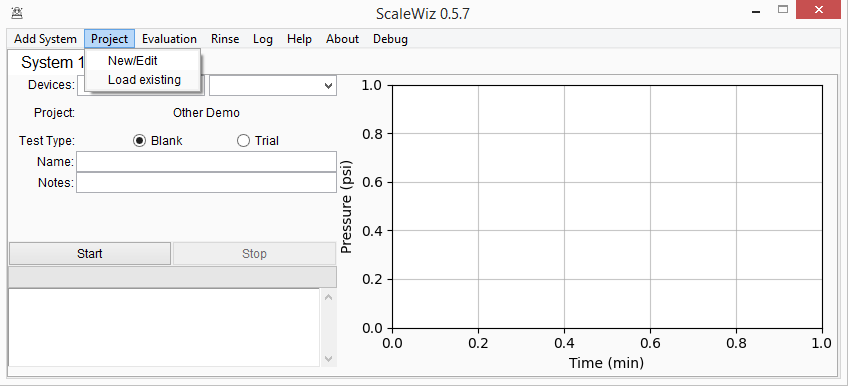 ScaleWiz 0.5.7
Add System Project Evaluation Rinse Log Help About Debug
New/Edit
Load existing
System 1
Devices:
Project: Other Demo
Test Type: Blank Trial
Name:
Notes:
Start Stop
Pressure (psi)
1.0
0.8
0.6
0.4
0.2
0.0
0.0 0.2 0.4 0.6 0.8 1.0
Time (min)